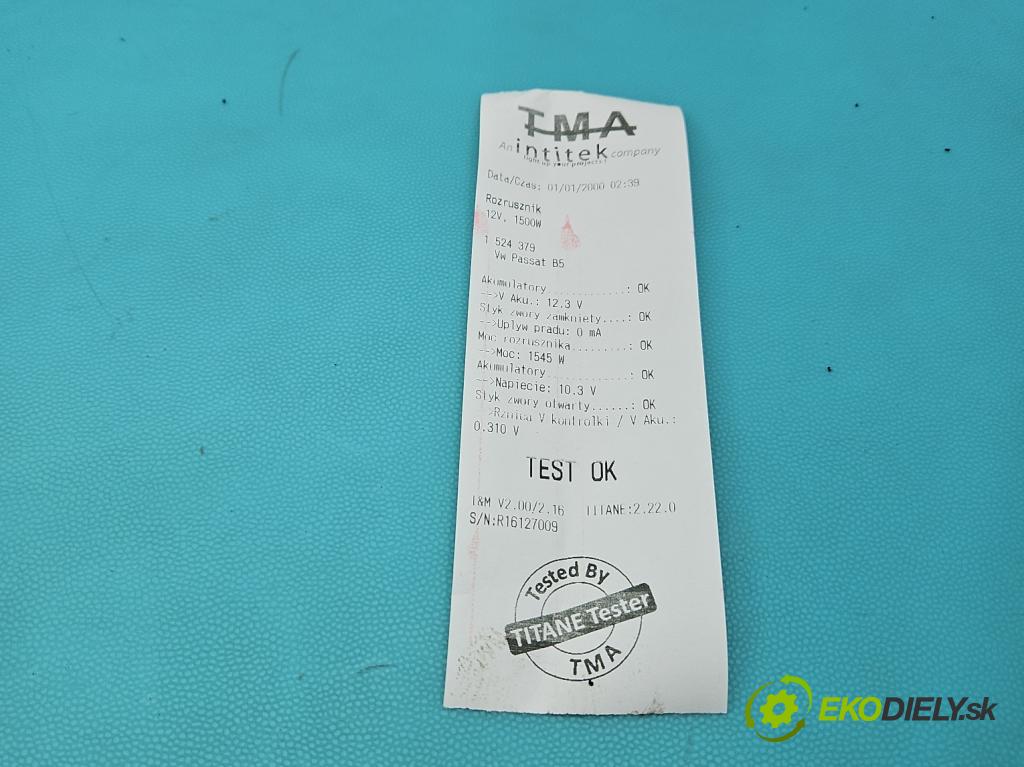 TMA
An intitek company
light up your projects!
Data/Czas: 01/01/2000 02:39
Rozrusznik
12V, 1500W
1 524 379
Vw Passat B5
Akumulatory............: OK
-->V Aku.: 12.3 V
Styk zwory zamkniety....: OK
-->Uplyw pradu: 0 mA
Moc rozrusznika.........: OK
-->Moc: 1545 W
Akumulatory.............: OK
-->Napiecie: 10.3 V
Styk zwory otwarty......: OK
->Rznica V kontrolki / V Aku.:
0.310 V
TEST OK
T&M V2.00/2.16 TITANE:2.22.0
S/N:R16127009
Tested By
TITANE Tester
TMA
EKODIELY.sk